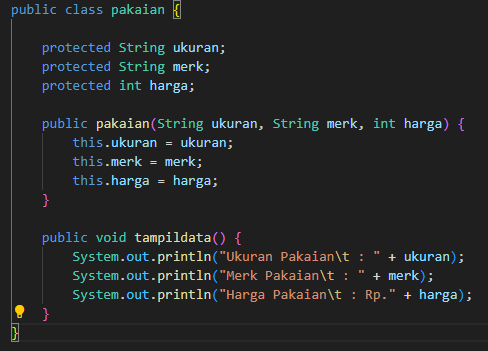 public class pakaian {
protected String ukuran;
protected String merk;
protected int harga;
public pakaian(String ukuran, String merk, int harga) {
this.ukuran = ukuran;
this.merk = merk;
this.harga = harga;
}
public void tampildata() {
System.out.println("Ukuran Pakaian\t : " + ukuran);
System.out.println("Merk Pakaian\t : " + merk);
System.out.println("Harga Pakaian\t : Rp." + harga);
}
}